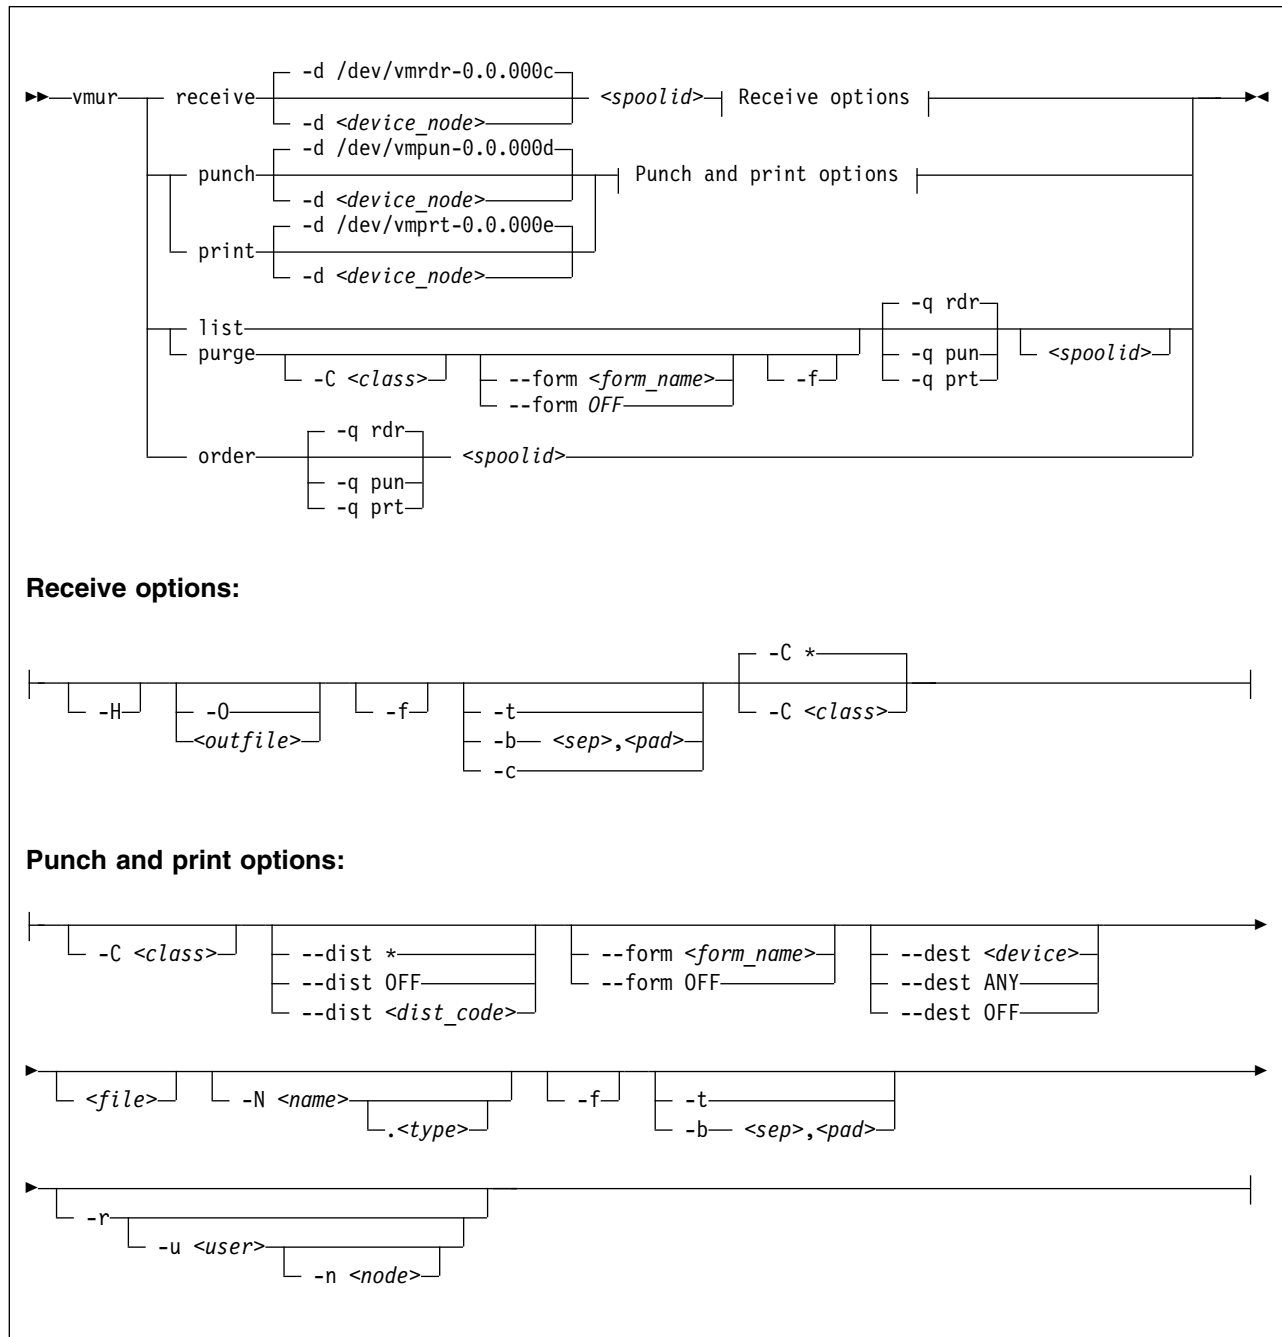 -d /dev/vmrdr-0.0.000c
vmur receive <spoolid> Receive options
-d <device_node>
-d /dev/vmpun-0.0.000d
punch Punch and print options
-d <device_node>
-d /dev/vmprt-0.0.000e
print
-d <device_node>
-q rdr
list
purge -q pun <spoolid>
-C <class> --form <form_name> -f -q prt
--form OFF
-q rdr
order <spoolid>
-q pun
-q prt
Receive options:
-C *
-H -O -f -t -C <class>
<outfile> -b <sep>,<pad>
-c
Punch and print options:
-C <class> --dist * --form <form_name> --dest <device>
--dist OFF --form OFF --dest ANY
--dist <dist_code> --dest OFF
<file> -N <name> -f -t
.<type> -b <sep>,<pad>
-r
-u <user>
-n <node>